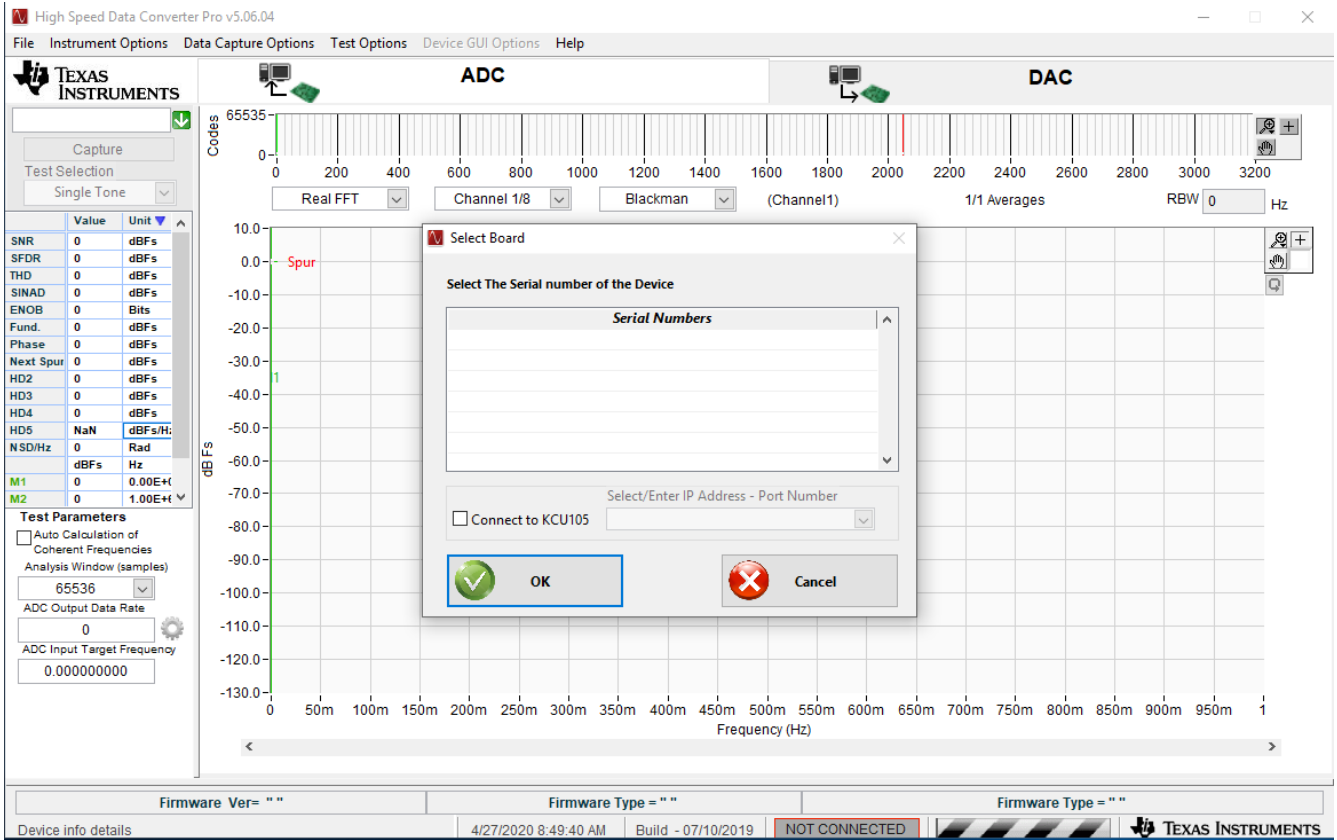 High Speed Data Converter Pro v5.06.04
File Instrument Options Data Capture Options Test Options Device GUI Options Help
TEXAS INSTRUMENTS
ADC
DAC
Capture
Test Selection
Single Tone
Codes
65535
0
0 200 400 600 800 1000 1200 1400 1600 1800 2000 2200 2400 2600 2800 3000 3200
Real FFT Channel 1/8 Blackman (Channel1) 1/1 Averages RBW 0 Hz
Value Unit
SNR 0 dBFs
SFDR 0 dBFs
THD 0 dBFs
SINAD 0 dBFs
ENOB 0 Bits
Fund. 0 dBFs
Phase 0 dBFs
Next Spur 0 dBFs
HD2 0 dBFs
HD3 0 dBFs
HD4 0 dBFs
HD5 NaN dBFs/Hz
NSD/Hz 0 Rad
dBFs Hz
M1 0 0.00E+0
M2 0 1.00E+6
Test Parameters
Auto Calculation of
Coherent Frequencies
Analysis Window (samples)
65536
ADC Output Data Rate
0
ADC Input Target Frequency
0.000000000
dB Fs
10.0
0.0
-10.0
-20.0
-30.0
-40.0
-50.0
-60.0
-70.0
-80.0
-90.0
-100.0
-110.0
-120.0
-130.0
Spur
1
0 50m 100m 150m 200m 250m 300m 350m 400m 450m 500m 550m 600m 650m 700m 750m 800m 850m 900m 950m 1
Frequency (Hz)
Select Board
Select The Serial number of the Device
Serial Numbers
Select/Enter IP Address - Port Number
Connect to KCU105
OK
Cancel
Firmware Ver= " " Firmware Type = " " Firmware Type = " "
Device info details 4/27/2020 8:49:40 AM Build - 07/10/2019 NOT CONNECTED TEXAS INSTRUMENTS